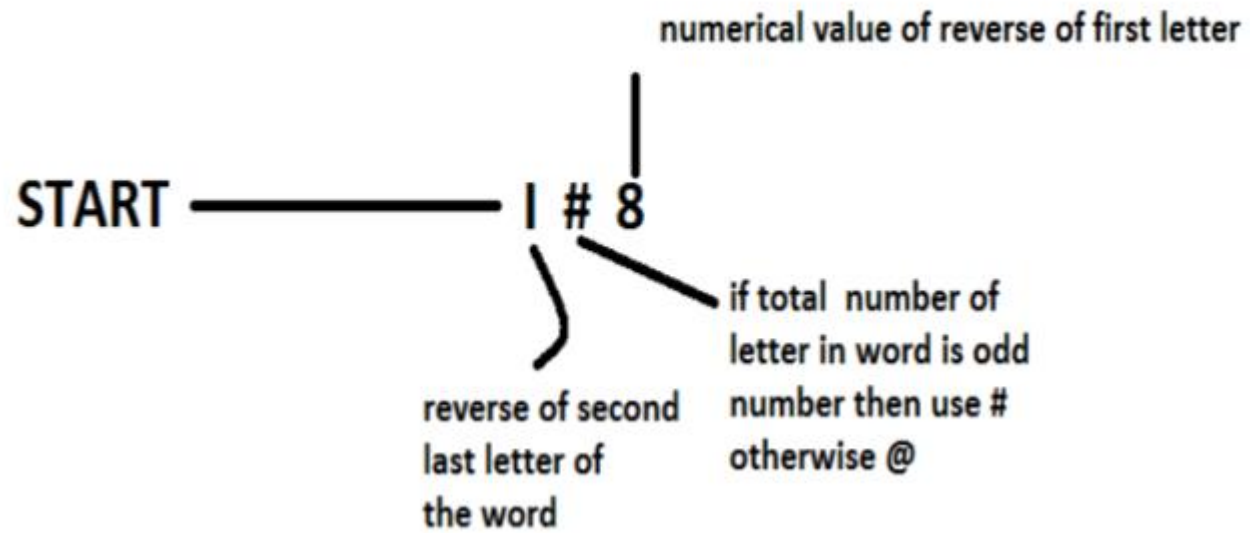 numerical value of reverse of first letter
START I # 8
if total number of
letter in word is odd
number then use #
otherwise @
reverse of second
last letter of
the word